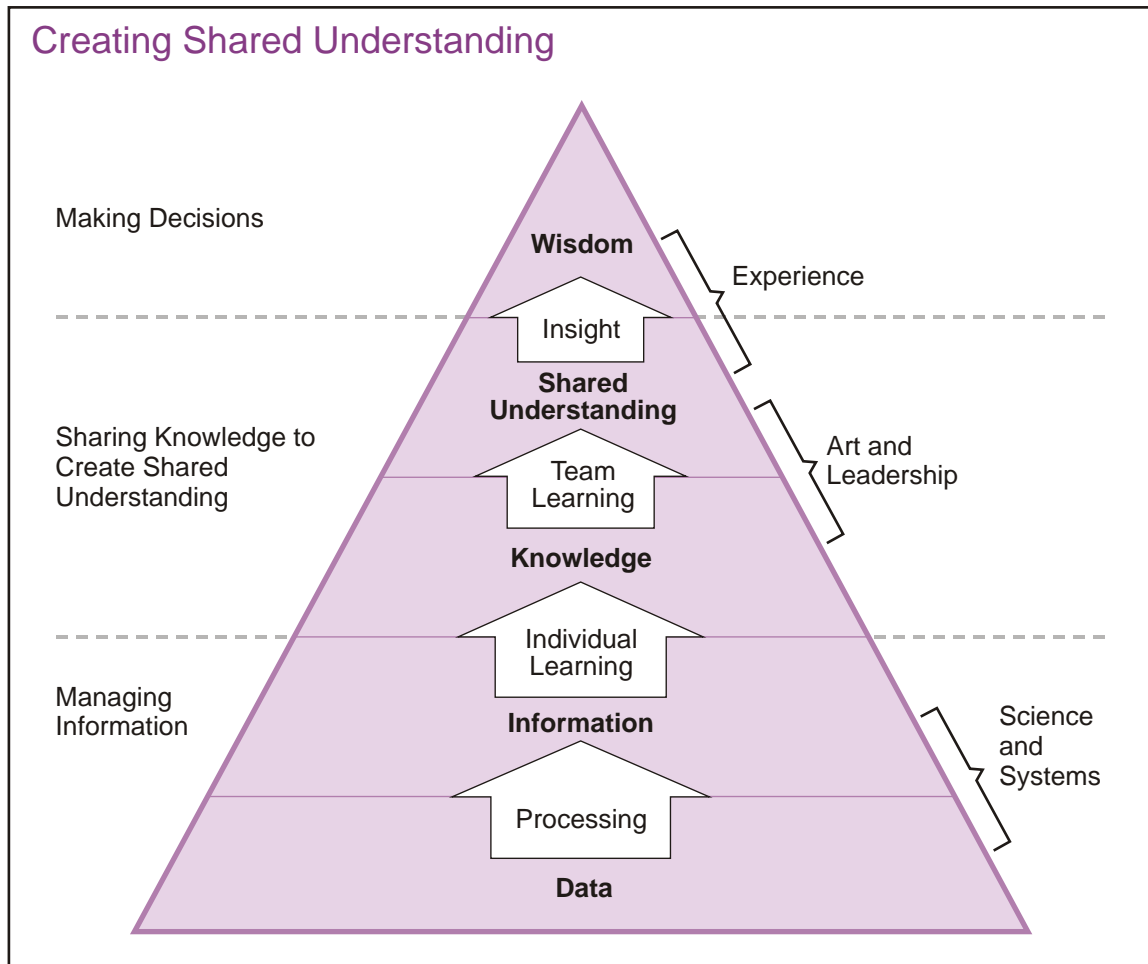 Creating Shared Understanding
Making Decisions
Wisdom
Experience
Insight
Shared
Understanding
Sharing Knowledge to
Create Shared
Understanding
Art and
Leadership
Team
Learning
Knowledge
Individual
Learning
Managing
Information
Information
Science
and
Systems
Processing
Data